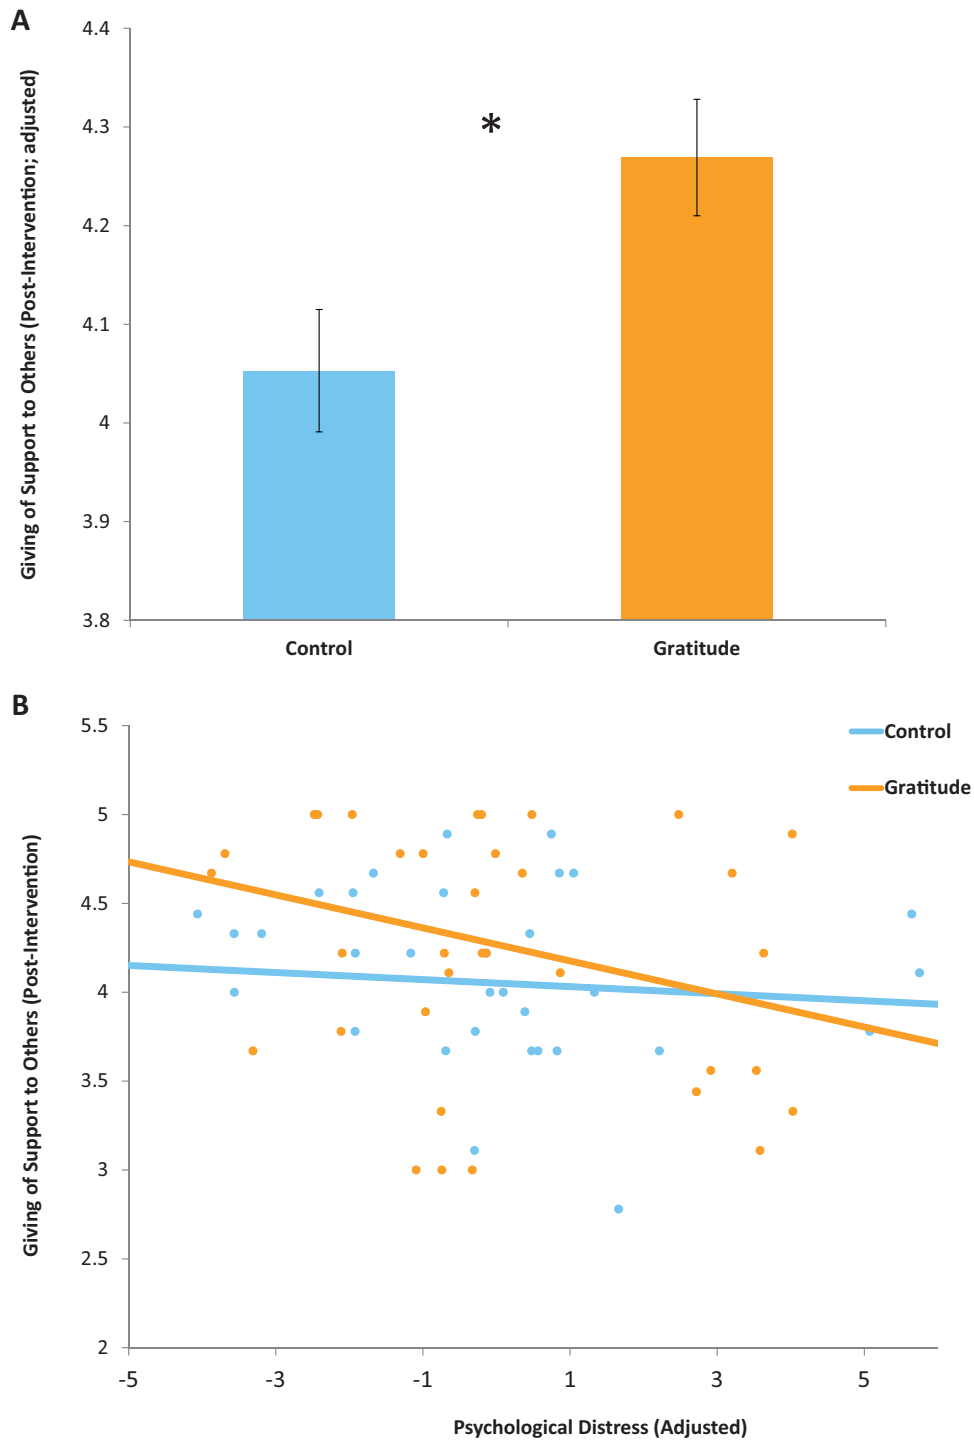 A
Giving of Support to Others (Post-Intervention; adjusted)
4.4
4.3
4.2
4.1
4
3.9
3.8
*
Control
Gratitude
B
Giving of Support to Others (Post-Intervention)
5.5
5
4.5
4
3.5
3
2.5
2
Control
Gratitude
-5
-3
-1
1
3
5
Psychological Distress (Adjusted)